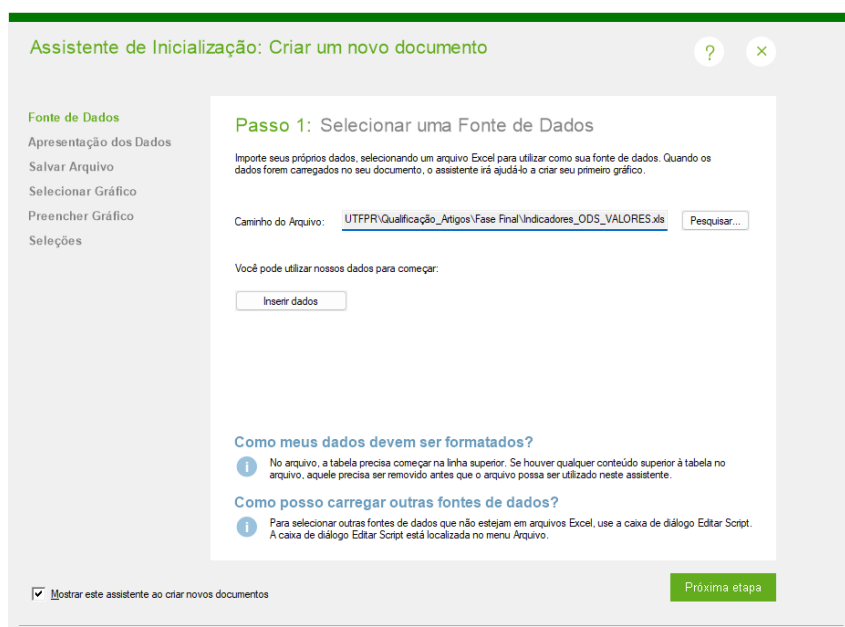 Assistente de Inicialização: Criar um novo documento
?
×
Fonte de Dados
Apresentação dos Dados
Salvar Arquivo
Selecionar Gráfico
Preencher Gráfico
Seleções
Passo 1: Selecionar uma Fonte de Dados
Importe seus próprios dados, selecionando um arquivo Excel para utilizar como sua fonte de dados. Quando os
dados forem carregados no seu documento, o assistente irá ajudá-lo a criar seu primeiro gráfico.
Caminho do Arquivo: UTFPR\Qualificação_Artigos\Fase Final\Indicadores_ODS_VALORES.xls Pesquisar...
Você pode utilizar nossos dados para começar:
Inserir dados
Como meus dados devem ser formatados?
i No arquivo, a tabela precisa começar na linha superior. Se houver qualquer conteúdo superior à tabela no
arquivo, aquele precisa ser removido antes que o arquivo possa ser utilizado neste assistente.
Como posso carregar outras fontes de dados?
i Para selecionar outras fontes de dados que não estejam em arquivos Excel, use a caixa de diálogo Editar Script.
A caixa de diálogo Editar Script está localizada no menu Arquivo.
Mostrar este assistente ao criar novos documentos
Próxima etapa